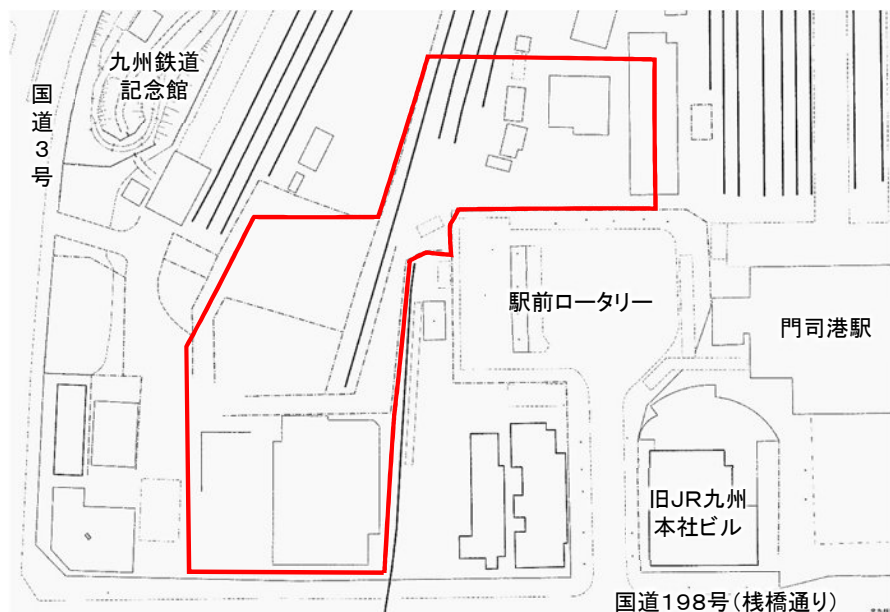 九州鉄道
記念館
国道3号
駅前ロータリー
門司港駅
旧JR九州
本社ビル
国道198号(桟橋通り)